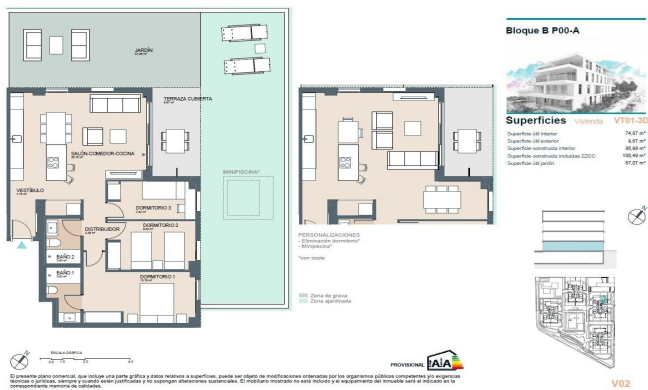 JARDÍN
TERRAZA CUBIERTA
9,67 m²
SALÓN-COMEDOR-COCINA
VESTÍBULO
MINIPISCINA*
DORMITORIO 3
DISTRIBUIDOR
DORMITORIO 2
BAÑO 2
BAÑO 1
DORMITORIO 1
PERSONALIZACIONES
- Eliminación dormitorio*
- Minipiscina*
*con coste
Zona de grava
Zona ajardinada
ESCALA GRÁFICA
PROVISIONAL
A
El presente plano comercial, que incluye una parte gráfica y datos relativos a superficies, puede ser objeto de modificaciones ordenadas por los organismos públicos competentes y/o exigencias
técnicas o jurídicas, siempre y cuando estén justificadas y no supongan alteraciones sustanciales. El mobiliario mostrado no está incluido y el equipamiento del inmueble será el indicado en la
correspondiente memoria de calidades.
Bloque B P00-A
Superficies Vivienda VT01-3D
Superficie útil interior 74,87 m²
Superficie útil exterior 9,67 m²
Superficie construida interior 86,98 m²
Superficie construida incluidas ZZCC 100,49 m²
Superficie útil jardín 87,07 m²
V02